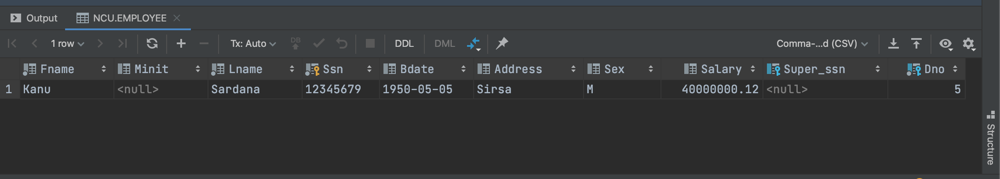 Output NCU.EMPLOYEE
1 row Tx: Auto DB DDL DML Comma-...d (CSV)
Fname Minit Lname Ssn Bdate Address Sex Salary Super_ssn Dno
1 Kanu <null> Sardana 12345679 1950-05-05 Sirsa M 40000000.12 <null> 5
Structure